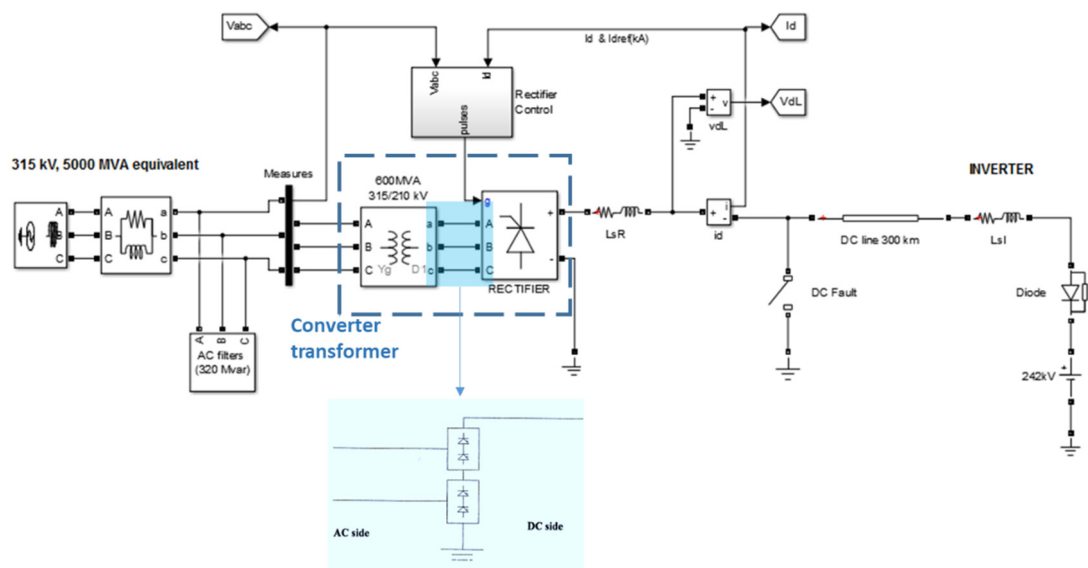 Vabc
Id
Id & Idref(kA)
Vabc
Id
pulses
Rectifier
Control
+
-
v
vdL
VdL
315 kV, 5000 MVA equivalent
Measures
600MVA
315/210 kV
INVERTER
A
B
C
A
B
C
a
b
c
A
B
C
Yg
D1
a
b
c
g
A
B
C
+
-
RECTIFIER
LsR
+
-
i
id
DC line 300 km
LsI
DC Fault
Diode
Converter
transformer
A
B
C
AC filters
(320 Mvar)
242kV
+
AC side
DC side